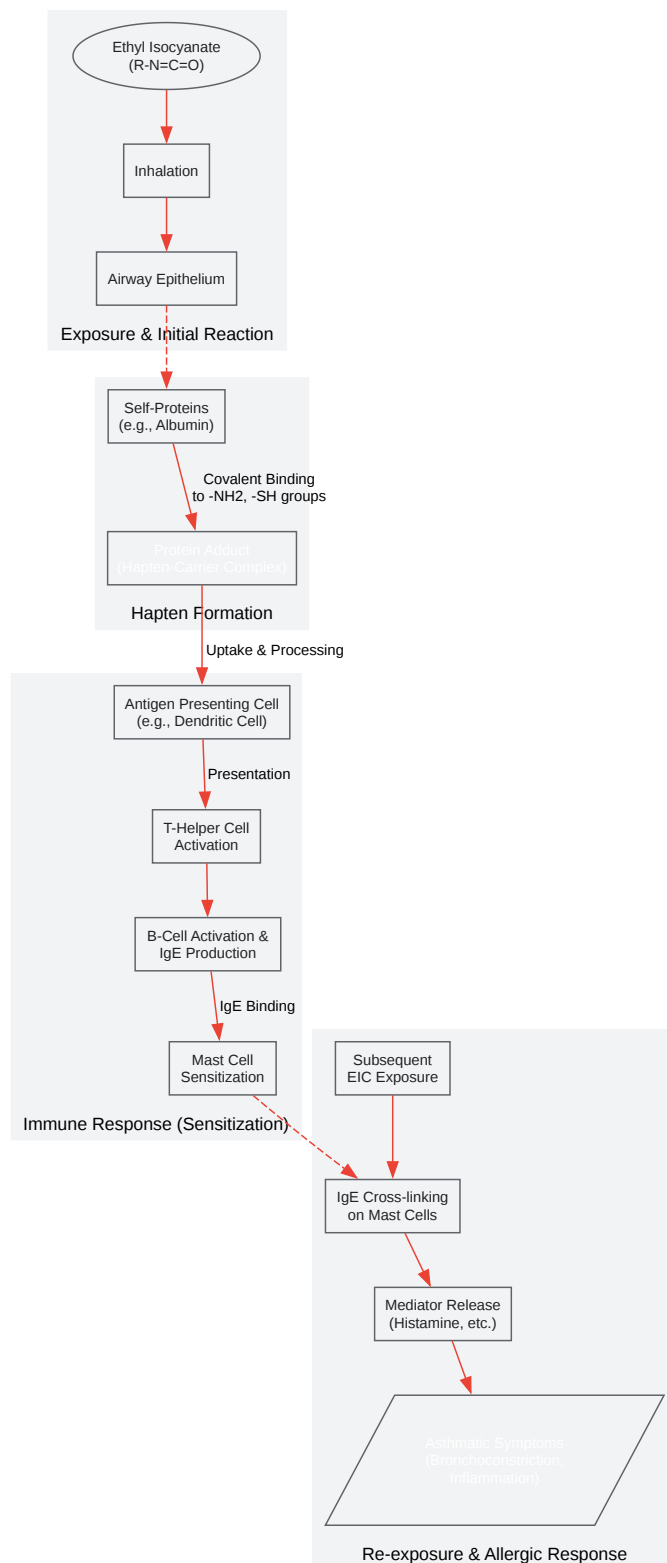 Ethyl Isocyanate
(R-N=C=O)
Inhalation
Airway Epithelium
Exposure & Initial Reaction
Self-Proteins
(e.g., Albumin)
Covalent Binding
to -NH2, -SH groups
Protein Adduct
(Hapten-Carrier Complex)
Hapten Formation
Uptake & Processing
Antigen Presenting Cell
(e.g., Dendritic Cell)
Presentation
T-Helper Cell
Activation
B-Cell Activation &
IgE Production
IgE Binding
Mast Cell
Sensitization
Immune Response (Sensitization)
Subsequent
EIC Exposure
IgE Cross-linking
on Mast Cells
Mediator Release
(Histamine, etc.)
Asthmatic Symptoms
(Bronchoconstriction,
Inflammation)
Re-exposure & Allergic Response